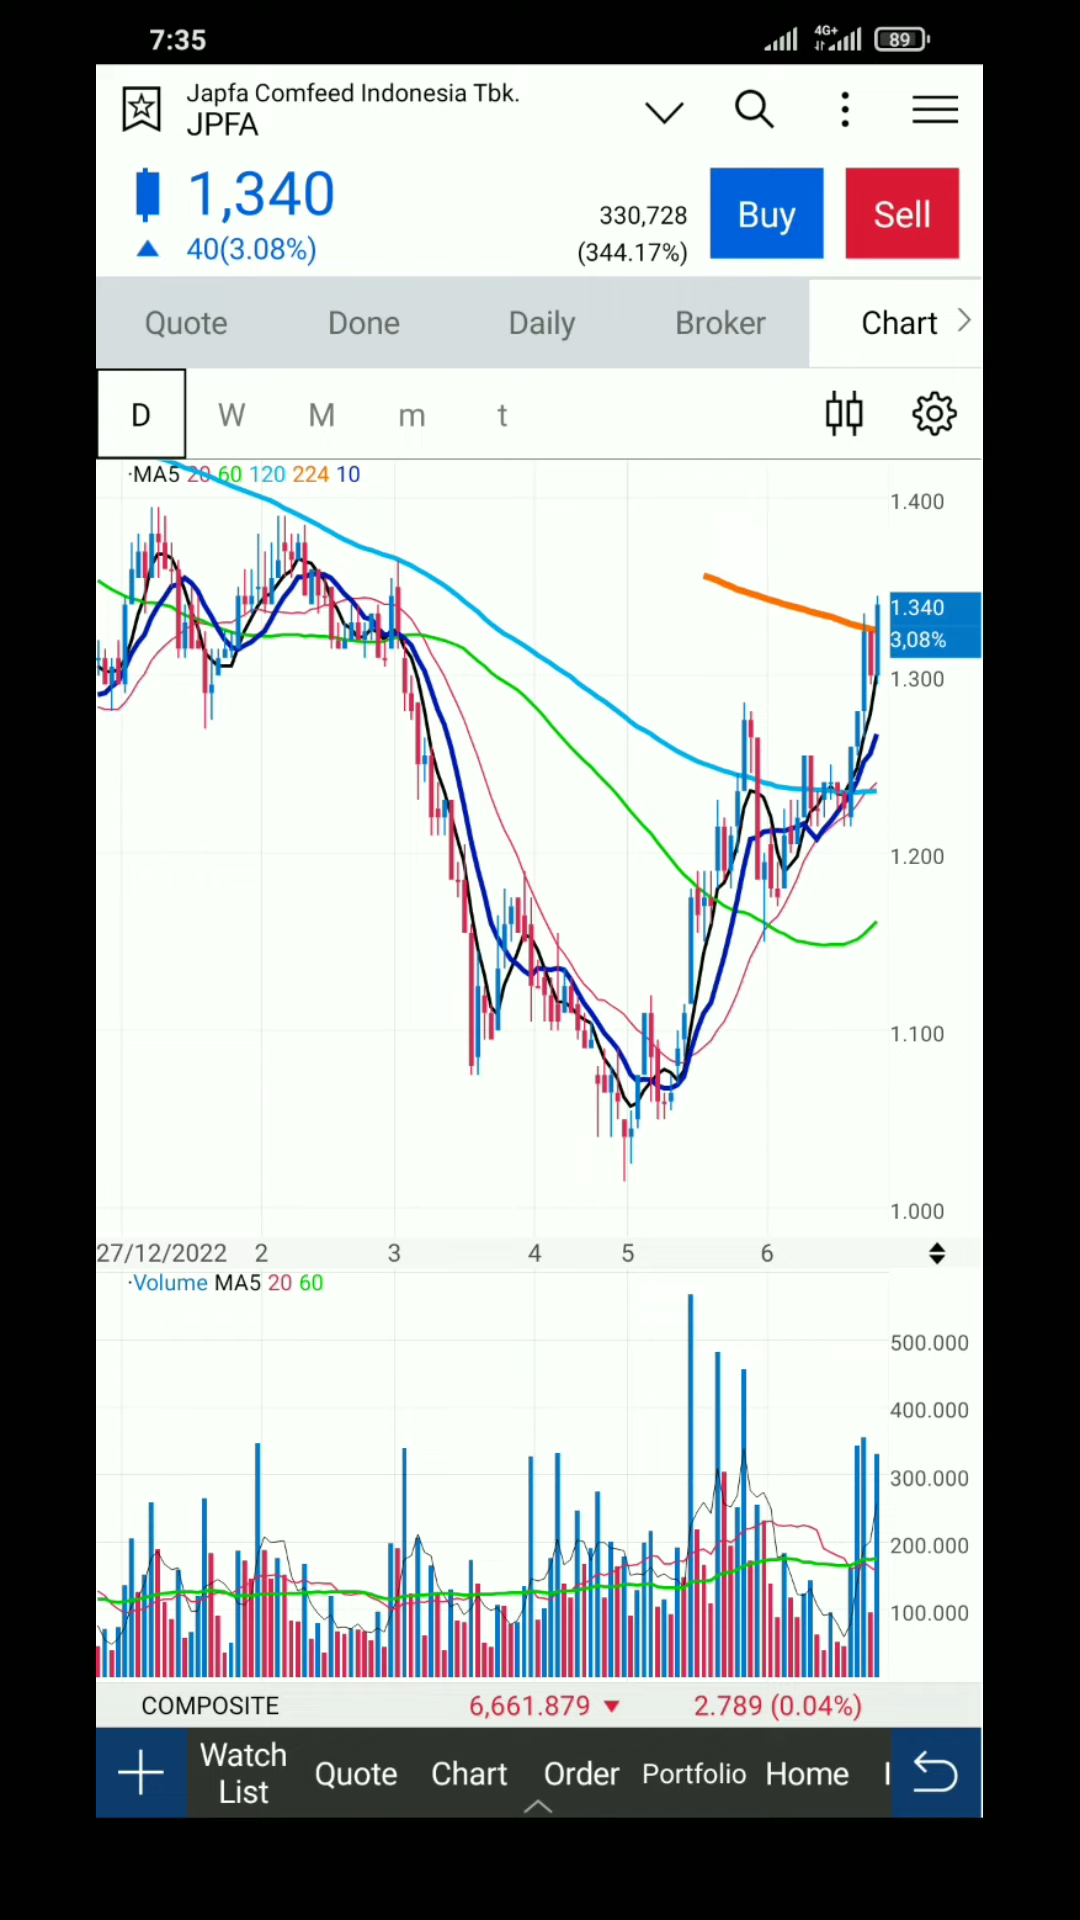 7:35
4G+
89
Japfa Comfeed Indonesia Tbk.
JPFA
1,340
40(3.08%)
330,728
(344.17%)
Buy
Sell
Quote Done Daily Broker Chart
D W M m t
·MA5 20 60 120 224 10
1.400
1.340
3,08%
1.300
1.200
1.100
1.000
27/12/2022 2 3 4 5 6
·Volume MA5 20 60
500.000
400.000
300.000
200.000
100.000
COMPOSITE 6,661.879 ▼ 2.789 (0.04%)
Watch List Quote Chart Order Portfolio Home